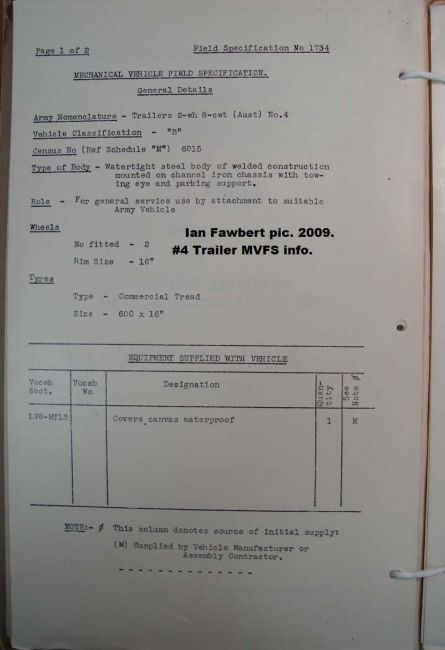 Page 1 of 2 Field Specification No 1734
MECHANICAL VEHICLE FIELD SPECIFICATION.
General Details
Army Nomenclature - Trailers 2-wh 8-cwt (Aust) No.4
Vehicle Classification - "B"
Census No (Ref Schedule "M") 6015
Type of Body - Watertight steel body of welded construction
mounted on channel iron chassis with tow-
ing eye and parking support.
Role - For general service use by attachment to suitable
Army Vehicle
Wheels
Ian Fawbert pic. 2009.
No fitted - 2
#4 Trailer MVFS info.
Rim Size - 16"
Tyres
Type - Commercial Tread
Size - 600 x 16"
EQUIPMENT SUPPLIED WITH VEHICLE
Vocab Sect. Vocab No Designation Quan-tity See Note ø
LV6-MT13 Covers canvas waterproof 1 M
NOTE:- ø This column denotes source of initial supply:
(M) Supplied by Vehicle Manufacturer or
Assembly Contractor.